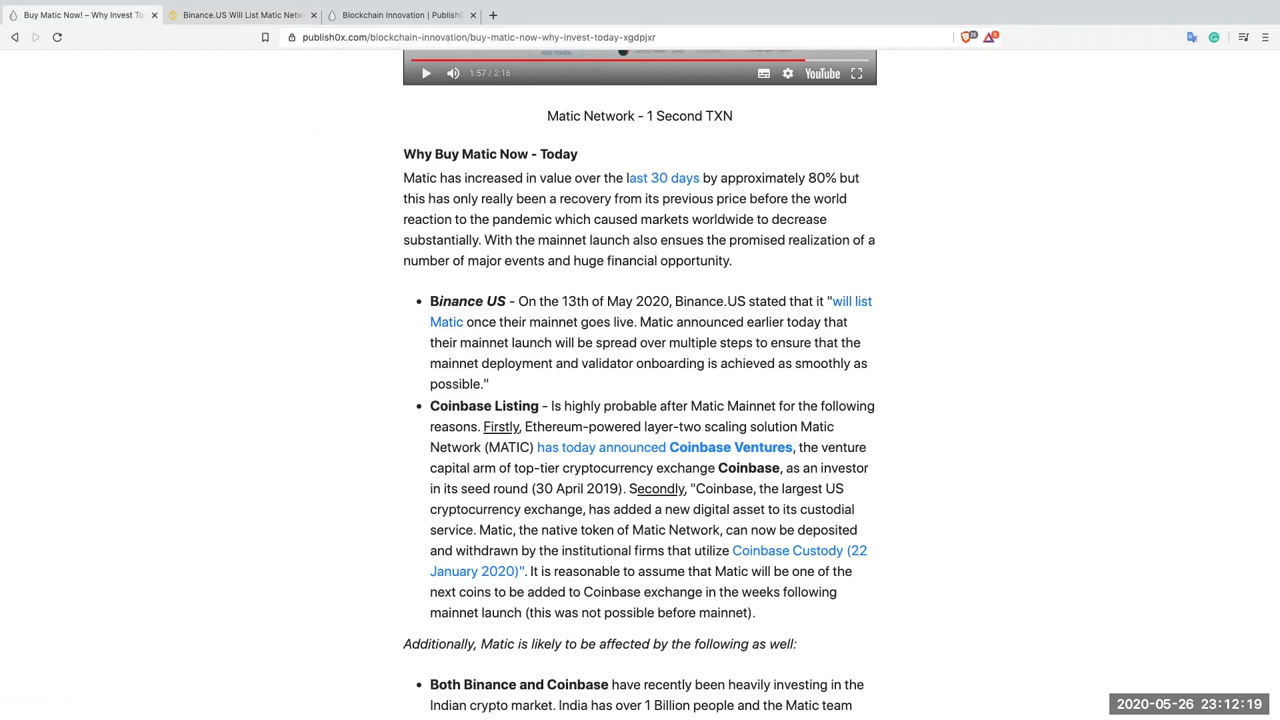 Buy Matic Now! – Why Invest To
Binance.US Will List Matic Netw
Blockchain Innovation | Publish0
publish0x.com/blockchain-innovation/buy-matic-now-why-invest-today-xgdpjxr
1:57 / 2:16
YouTube
Matic Network - 1 Second TXN
Why Buy Matic Now - Today
Matic has increased in value over the last 30 days by approximately 80% but
this has only really been a recovery from its previous price before the world
reaction to the pandemic which caused markets worldwide to decrease
substantially. With the mainnet launch also ensues the promised realization of a
number of major events and huge financial opportunity.
• Binance US - On the 13th of May 2020, Binance.US stated that it "will list
Matic once their mainnet goes live. Matic announced earlier today that
their mainnet launch will be spread over multiple steps to ensure that the
mainnet deployment and validator onboarding is achieved as smoothly as
possible."
• Coinbase Listing - Is highly probable after Matic Mainnet for the following
reasons. Firstly, Ethereum-powered layer-two scaling solution Matic
Network (MATIC) has today announced Coinbase Ventures, the venture
capital arm of top-tier cryptocurrency exchange Coinbase, as an investor
in its seed round (30 April 2019). Secondly, "Coinbase, the largest US
cryptocurrency exchange, has added a new digital asset to its custodial
service. Matic, the native token of Matic Network, can now be deposited
and withdrawn by the institutional firms that utilize Coinbase Custody (22
January 2020)". It is reasonable to assume that Matic will be one of the
next coins to be added to Coinbase exchange in the weeks following
mainnet launch (this was not possible before mainnet).
Additionally, Matic is likely to be affected by the following as well:
• Both Binance and Coinbase have recently been heavily investing in the
Indian crypto market. India has over 1 Billion people and the Matic team
2020-05-26 23:12:19